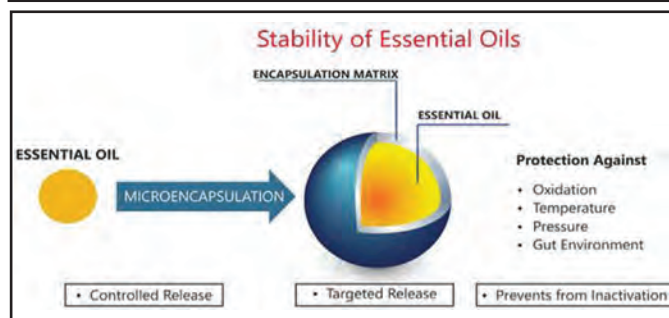 Stability of Essential Oils
ENCAPSULATION MATRIX
ESSENTIAL OIL
ESSENTIAL OIL
MICROENCAPSULATION
Protection Against
• Oxidation
• Temperature
• Pressure
• Gut Environment
• Controlled Release
• Targeted Release
• Prevents from Inactivation